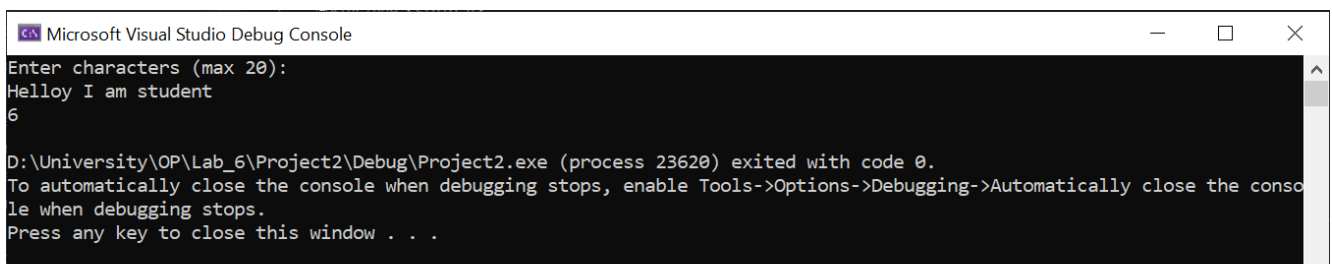 Microsoft Visual Studio Debug Console
Enter characters (max 20):
Helloy I am student
6
D:\University\OP\Lab_6\Project2\Debug\Project2.exe (process 23620) exited with code 0.
To automatically close the console when debugging stops, enable Tools->Options->Debugging->Automatically close the conso
le when debugging stops.
Press any key to close this window . . .